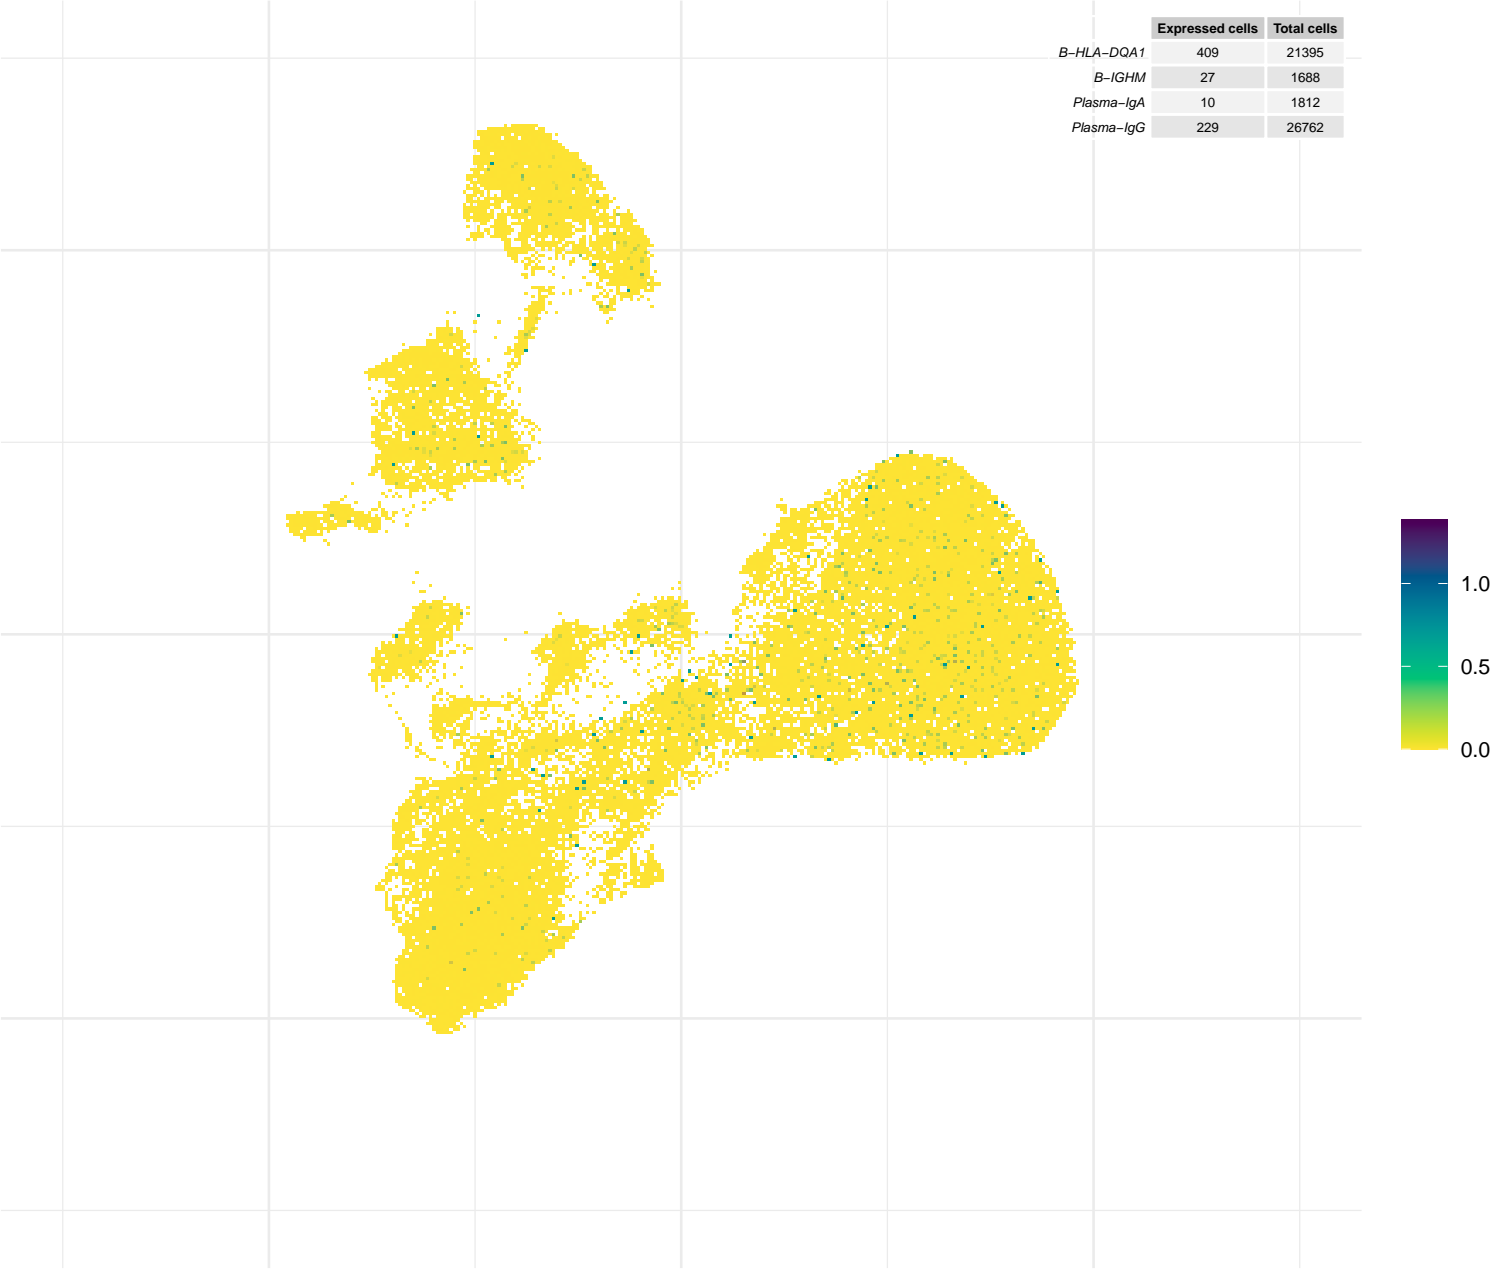 Expressed cells Total cells
B−HLA−DQA1 409 21395
B−IGHM 27 1688
Plasma−IgA 10 1812
Plasma−IgG 229 26762
1.0
0.5
0.0